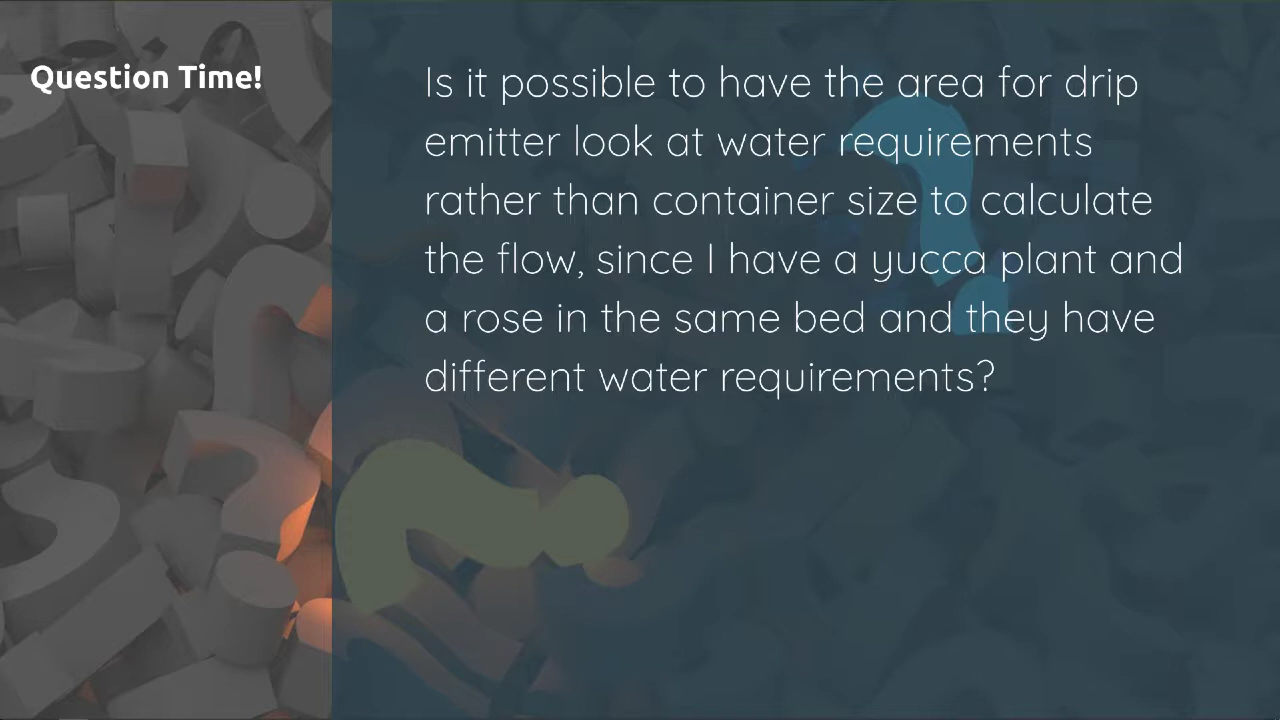 Question Time!
Is it possible to have the area for drip
emitter look at water requirements
rather than container size to calculate
the flow, since I have a yucca plant and
a rose in the same bed and they have
different water requirements?